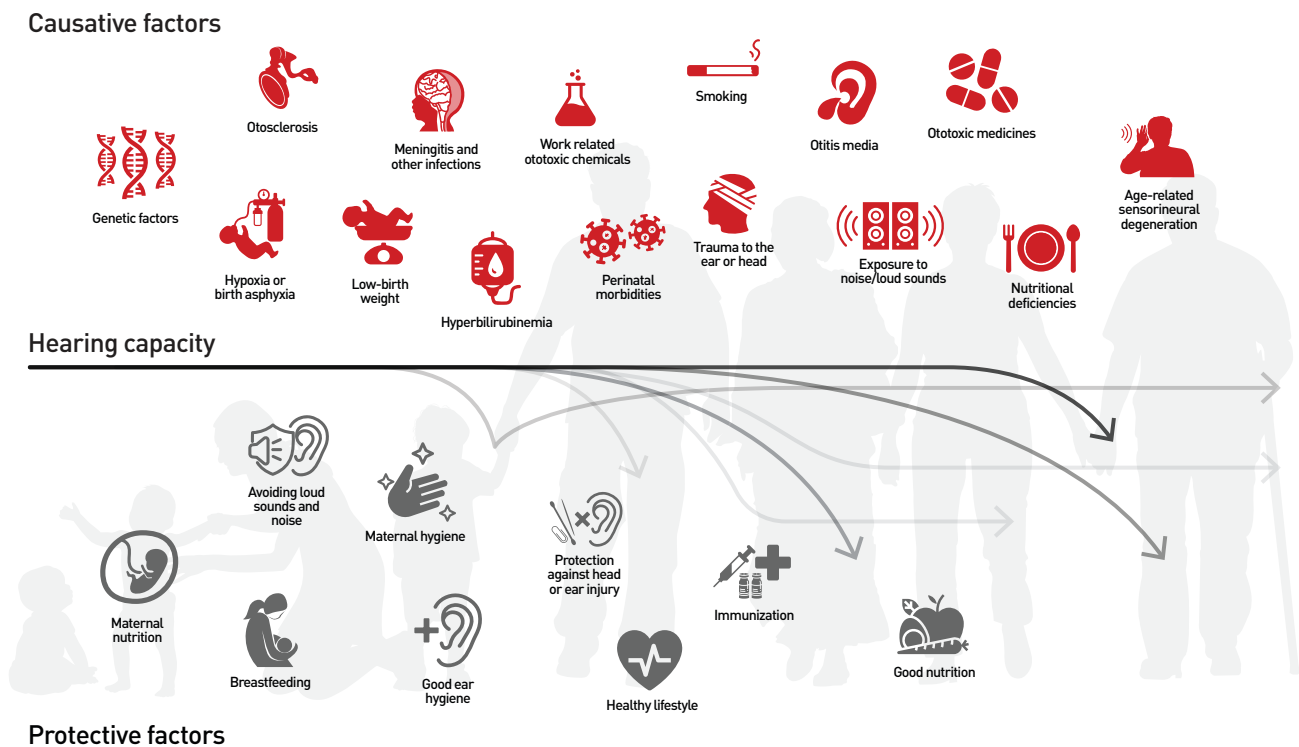 Causative factors
Otosclerosis
Meningitis and
other infections
Work related
ototoxic chemicals
Smoking
Otitis media
Ototoxic medicines
Age-related
sensorineural
degeneration
Genetic factors
Hypoxia or
birth asphyxia
Low-birth
weight
Hyperbilirubinemia
Perinatal
morbidities
Trauma to the
ear or head
Exposure to
noise/loud sounds
Nutritional
deficiencies
Hearing capacity
Avoiding loud
sounds and
noise
Maternal hygiene
Protection
against head
or ear injury
Immunization
Maternal
nutrition
Breastfeeding
Good ear
hygiene
Healthy lifestyle
Good nutrition
Protective factors